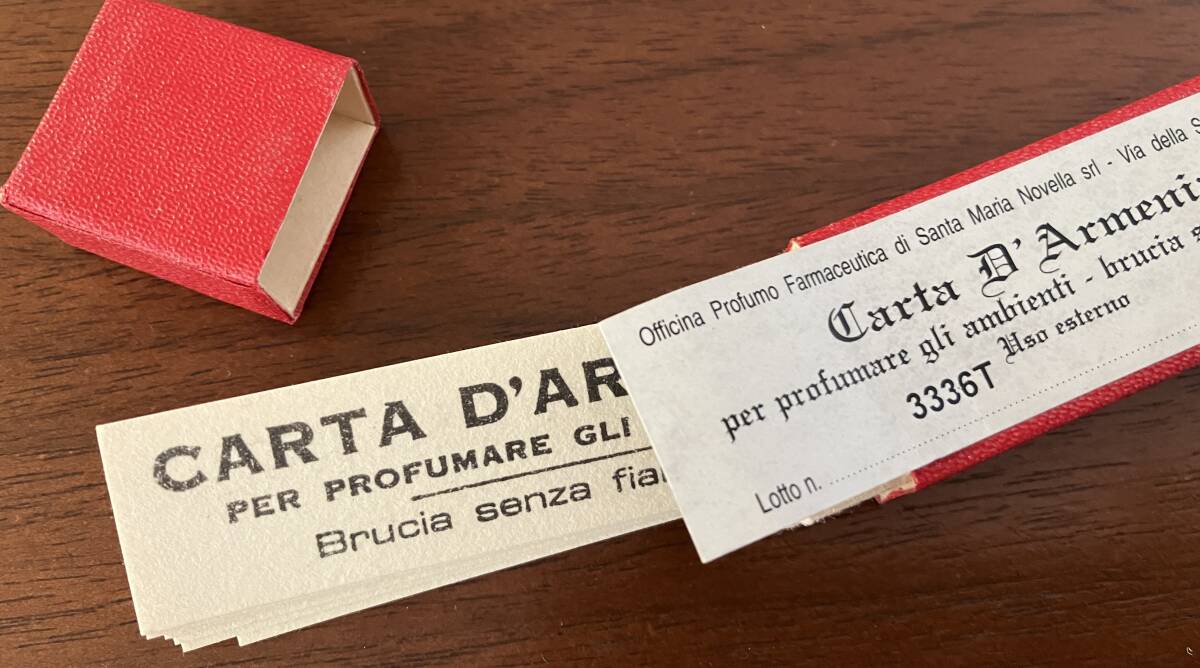 Officina Profumo Farmaceutica di Santa Maria Novella srl - Via della
Carta D'Armeni
per profumare gli ambienti - brucia s
Uso esterno
3336T
Lotto n. ........................
CARTA D'AR
PER PROFUMARE GLI
Brucia senza fia